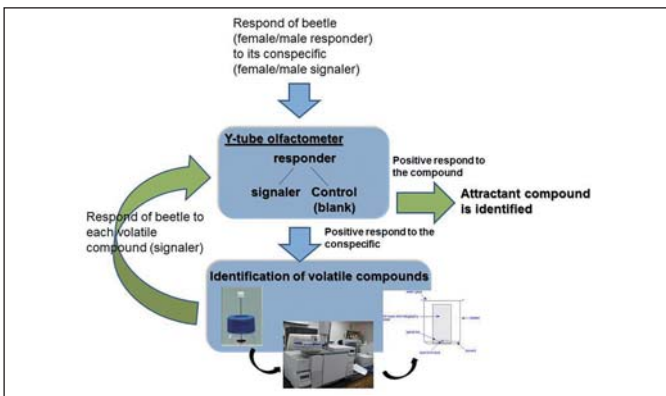 Respond of beetle
(female/male responder)
to its conspecific
(female/male signaler)
Y-tube olfactometer
responder
signaler Control
(blank)
Positive respond to
the compound
Attractant compound
is identified
Respond of beetle to
each volatile
compound (signaler)
Positive respond to the
conspecific
Identification of volatile compounds